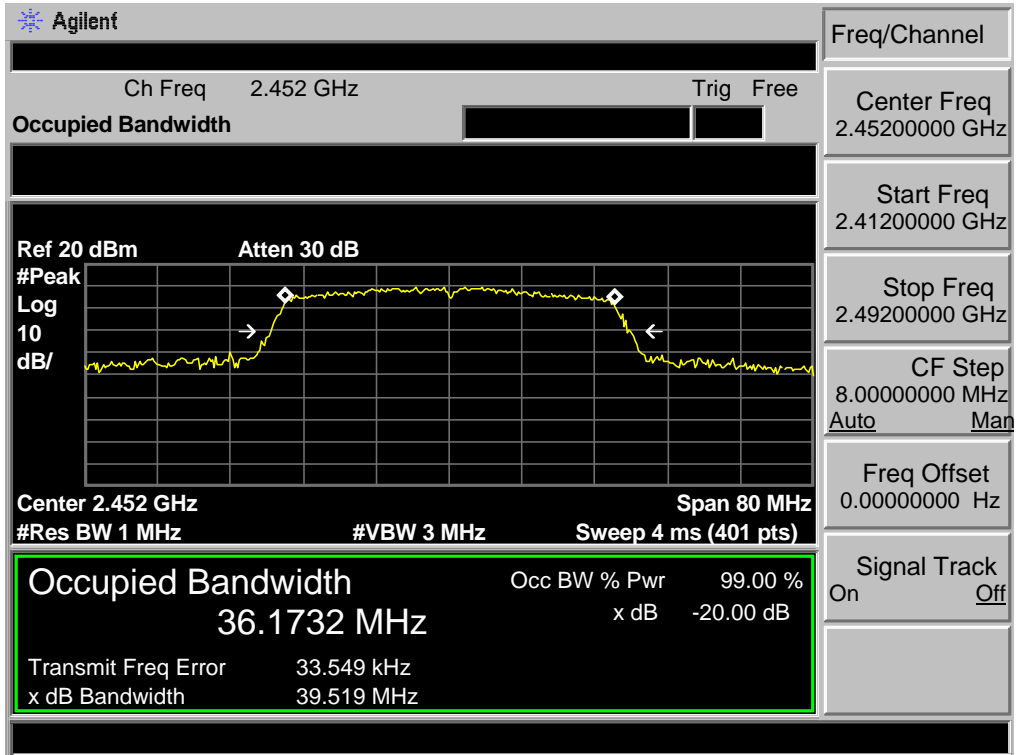 Agilent
Freq/Channel
Ch Freq 2.452 GHz Trig Free
Occupied Bandwidth
Center Freq
2.45200000 GHz
Start Freq
2.41200000 GHz
Stop Freq
2.49200000 GHz
CF Step
8.00000000 MHz
Auto Man
Freq Offset
0.00000000 Hz
Signal Track
On Off
Ref 20 dBm Atten 30 dB
#Peak
Log
10
dB/
Center 2.452 GHz Span 80 MHz
#Res BW 1 MHz #VBW 3 MHz Sweep 4 ms (401 pts)
Occupied Bandwidth Occ BW % Pwr 99.00 %
36.1732 MHz x dB -20.00 dB
Transmit Freq Error 33.549 kHz
x dB Bandwidth 39.519 MHz